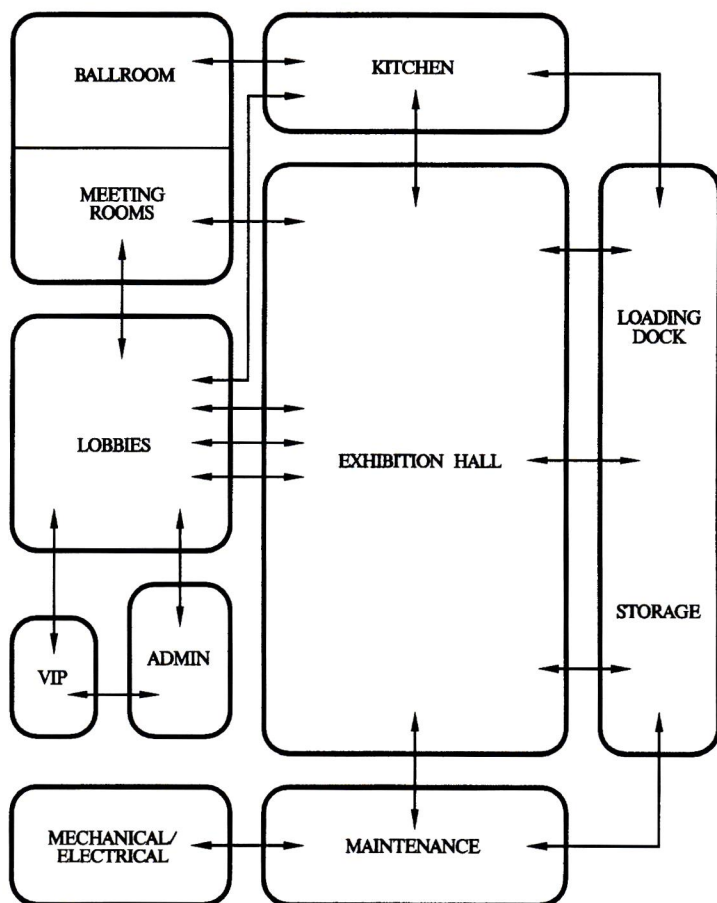 BALLROOM
KITCHEN
MEETING
ROOMS
LOADING
DOCK
LOBBIES
EXHIBITION HALL
STORAGE
VIP
ADMIN
MECHANICAL/
ELECTRICAL
MAINTENANCE